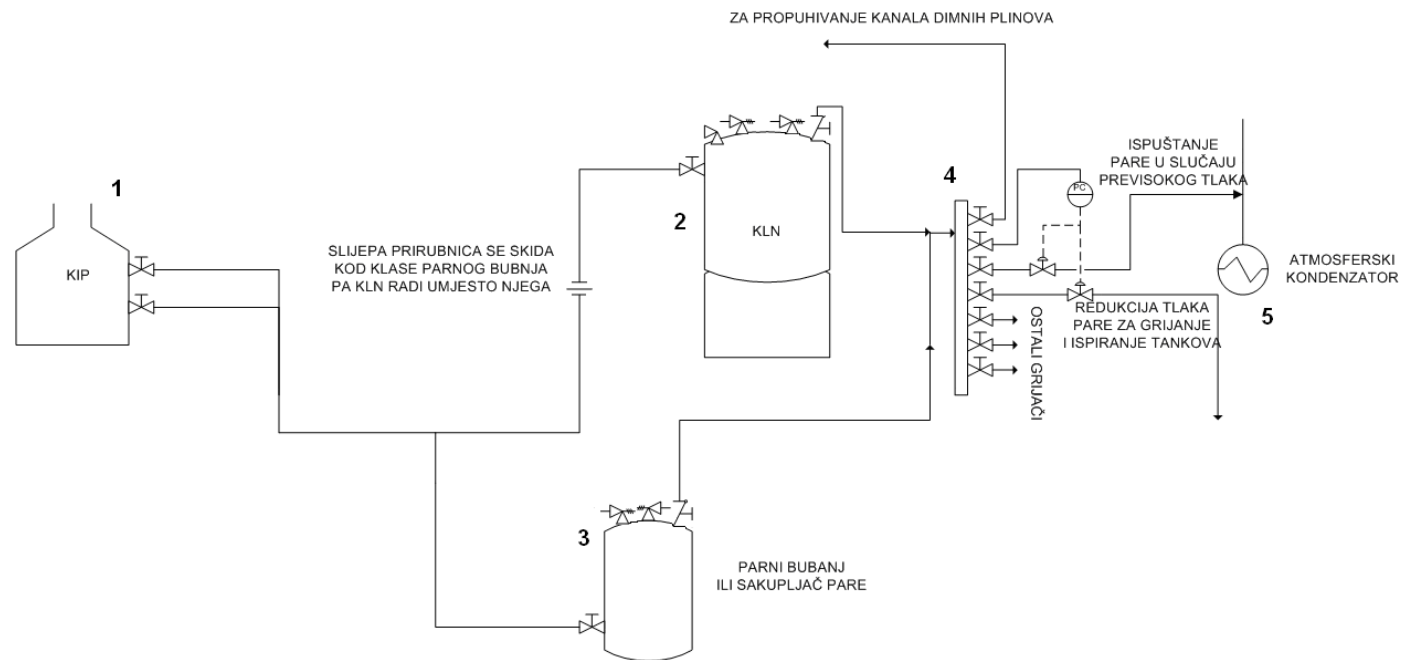 ZA PROPUHIVANJE KANALA DIMNIH PLINOVA
1
KIP
SLIJEPA PRIRUBNICA SE SKIDA
KOD KLASE PARNOG BUBNJA
PA KLN RADI UMJESTO NJEGA
2
KLN
4
PC
ISPUŠTANJE
PARE U SLUČAJU
PREVISOKOG TLAKA
ATMOSFERSKI
KONDENZATOR
5
REDUKCIJA TLAKA
PARE ZA GRIJANJE
I ISPIRANJE TANKOVA
OSTALI GRIJAČI
3
PARNI BUBANJ
ILI SAKUPLJAČ PARE